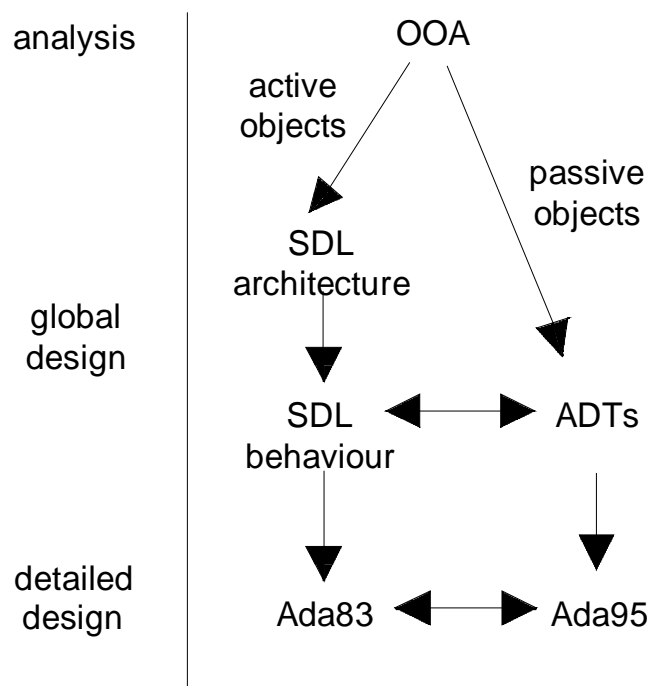 analysis
OOA
active
objects
passive
objects
SDL
architecture
global
design
SDL
behaviour
ADTs
detailed
design
Ada83
Ada95